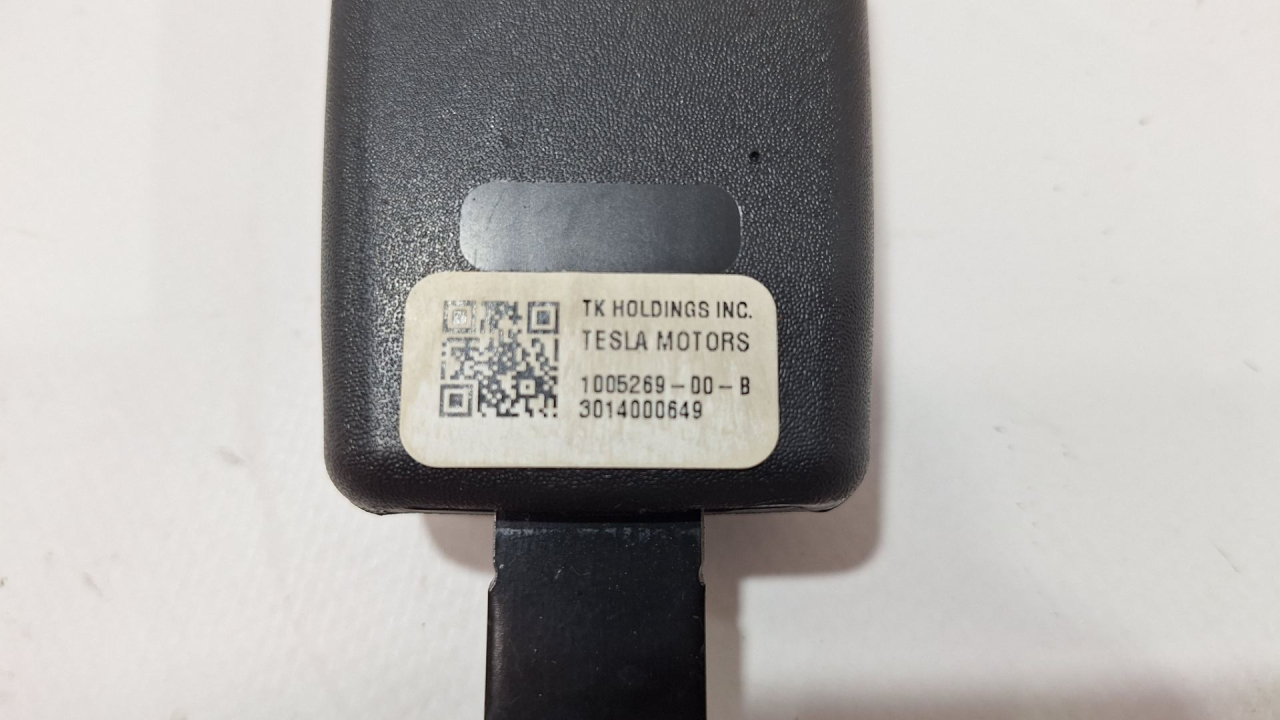 TK HOLDINGS INC.
TESLA MOTORS
1005269-00-B
3014000649